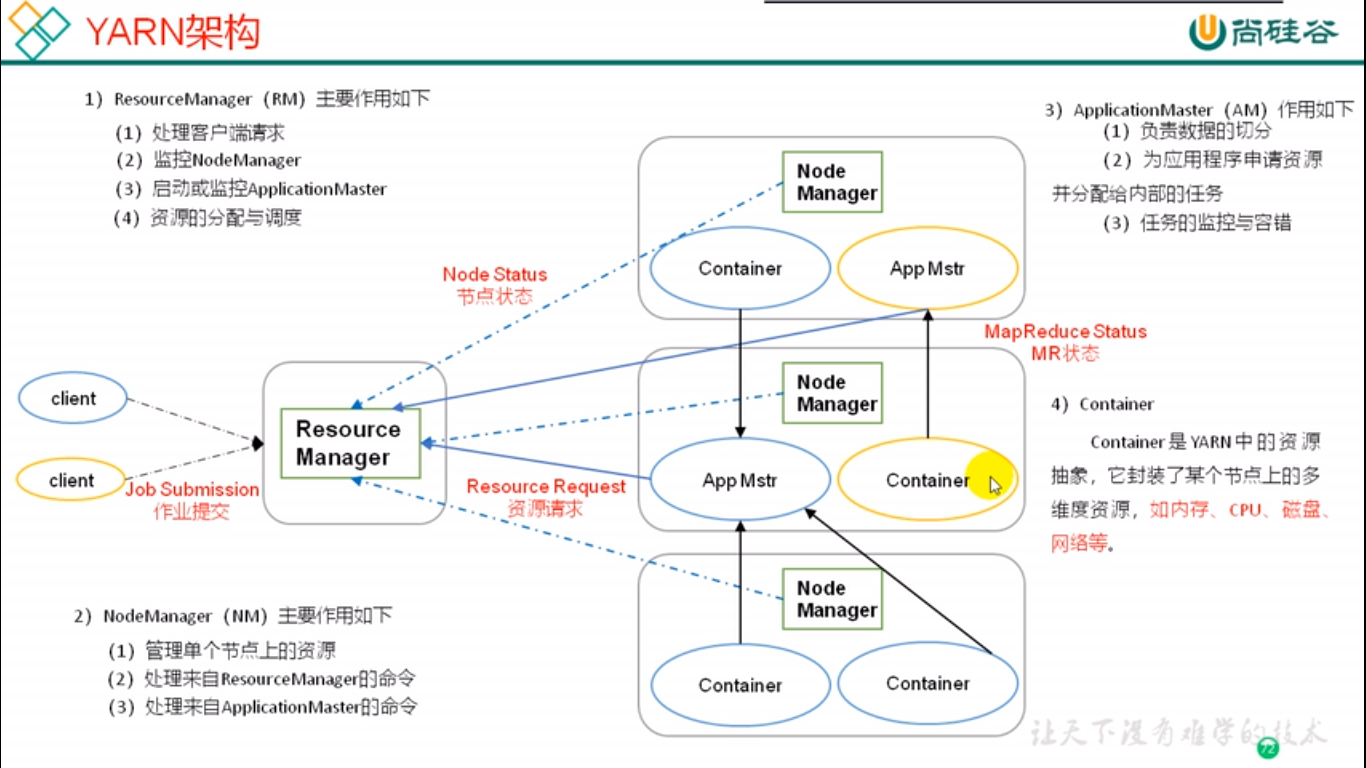 YARN架构
尚硅谷
1）ResourceManager（RM）主要作用如下
（1）处理客户端请求
（2）监控NodeManager
（3）启动或监控ApplicationMaster
（4）资源的分配与调度
3）ApplicationMaster（AM）作用如下
（1）负责数据的切分
（2）为应用程序申请资源
并分配给内部的任务
（3）任务的监控与容错
Node
Manager
Container
App Mstr
Node Status
节点状态
MapReduce Status
MR状态
client
client
Job Submission
作业提交
Resource
Manager
Resource Request
资源请求
Node
Manager
App Mstr
Container
4）Container
Container是YARN中的资源
抽象，它封装了某个节点上的多
维度资源，如内存、CPU、磁盘、
网络等。
Node
Manager
Container
Container
2）NodeManager（NM）主要作用如下
（1）管理单个节点上的资源
（2）处理来自ResourceManager的命令
（3）处理来自ApplicationMaster的命令
让天下没有难学的技术
72